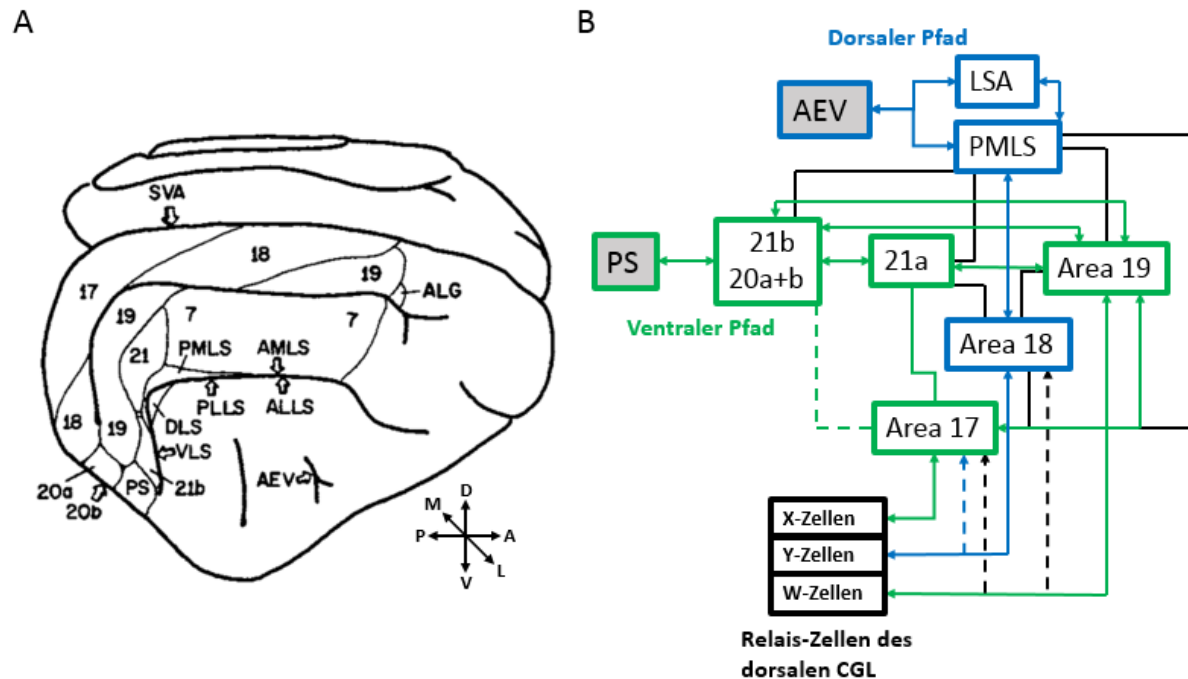 A
SVA
18
17
19
ALG
19
7
7
21
PMLS
AMLS
PLLS
ALLS
18
19
DLS
VLS
20a
20b
PS
21b
AEV
D
M
P
A
V
L
B
Dorsaler Pfad
LSA
AEV
PMLS
21b
20a+b
PS
21a
Area 19
Ventraler Pfad
Area 18
Area 17
X-Zellen
Y-Zellen
W-Zellen
Relais-Zellen des
dorsalen CGL